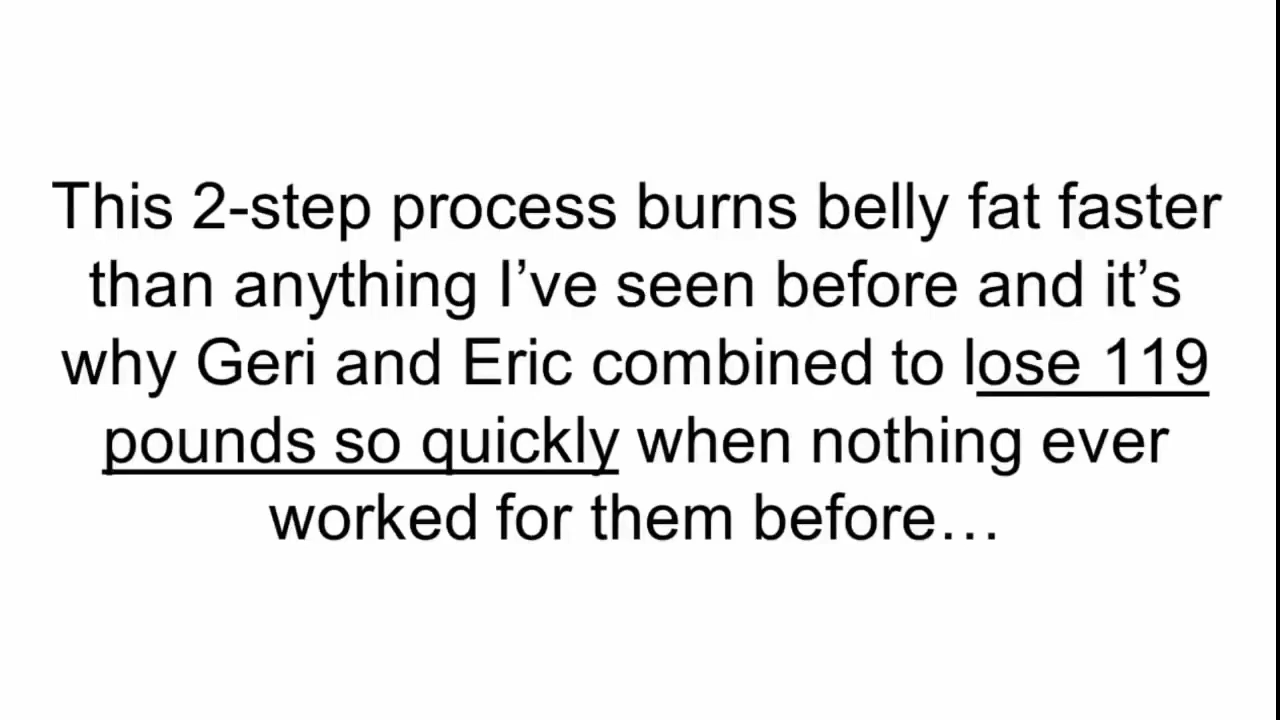 This 2-step process burns belly fat faster
than anything I’ve seen before and it’s
why Geri and Eric combined to lose 119
pounds so quickly when nothing ever
worked for them before…